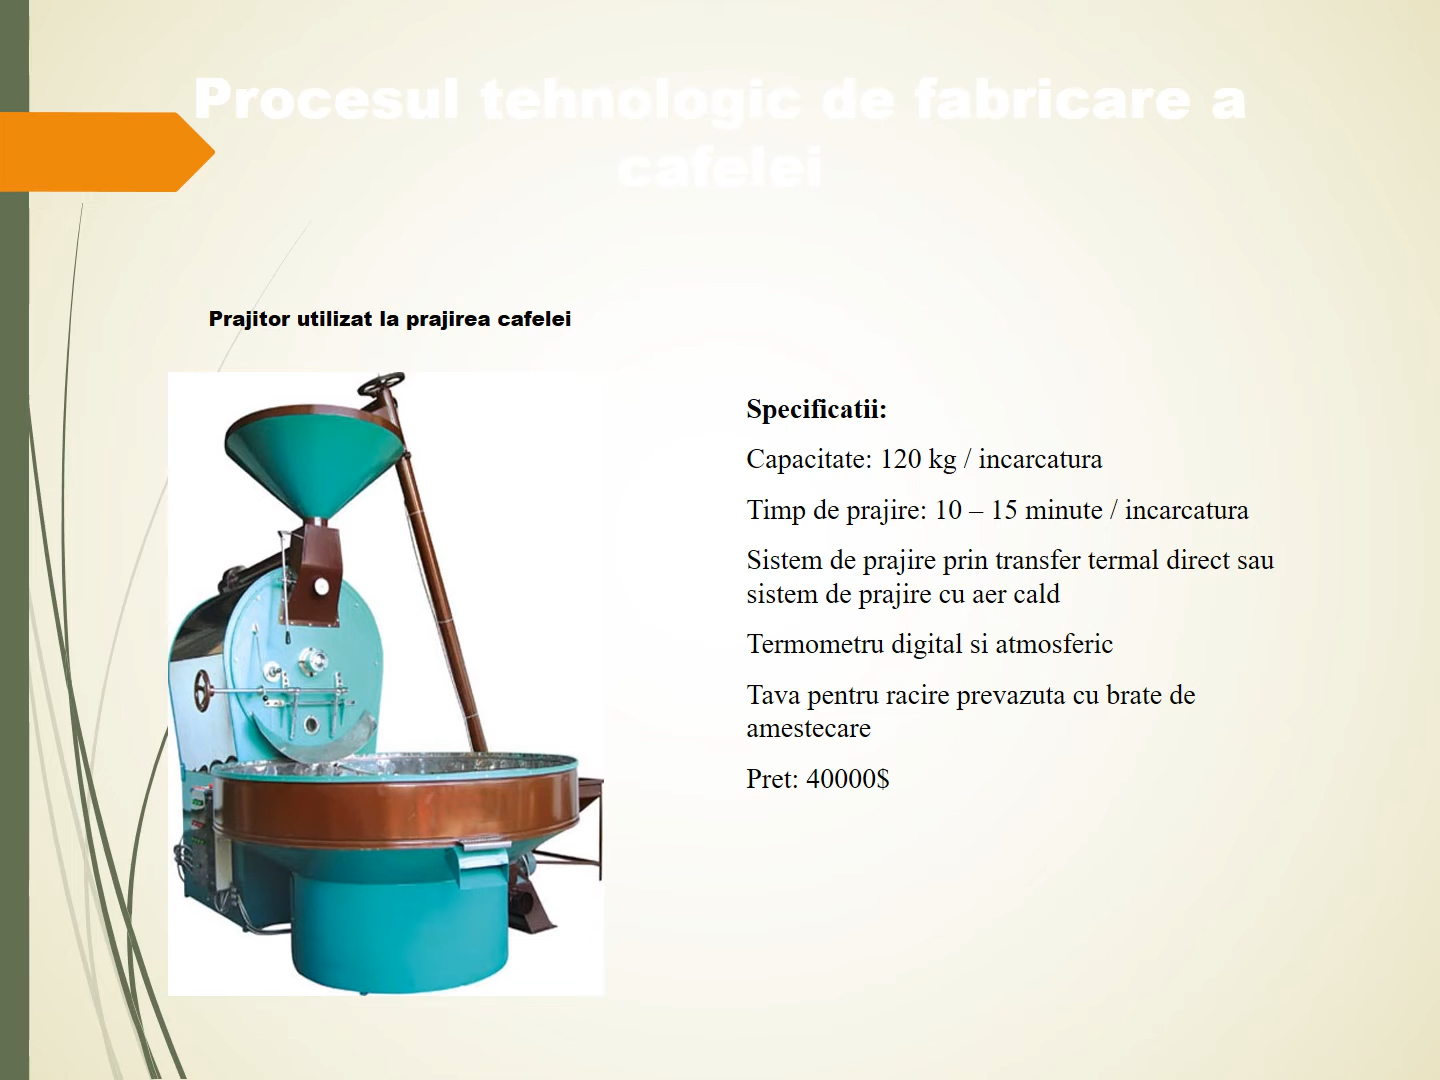 Procesul tehnologic de fabricare a
cafelei
Prajitor utilizat la prajirea cafelei
Specificatii:
Capacitate: 120 kg / incarcatura
Timp de prajire: 10 – 15 minute / incarcatura
Sistem de prajire prin transfer termal direct sau
sistem de prajire cu aer cald
Termometru digital si atmosferic
Tava pentru racire prevazuta cu brate de
amestecare
Pret: 40000$